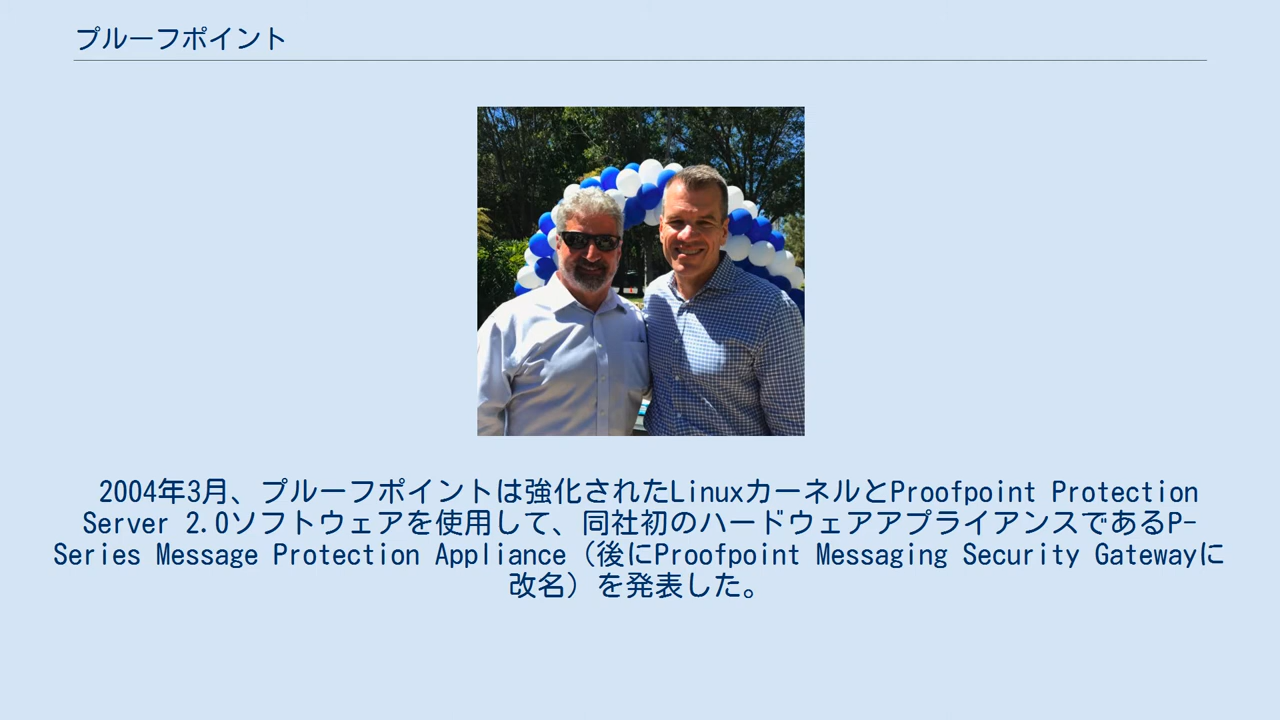 プルーフポイント
2004年3月、プルーフポイントは強化されたLinuxカーネルとProofpoint Protection
Server 2.0ソフトウェアを使用して、同社初のハードウェアアプライアンスであるP-
Series Message Protection Appliance（後にProofpoint Messaging Security Gatewayに
改名）を発表した。